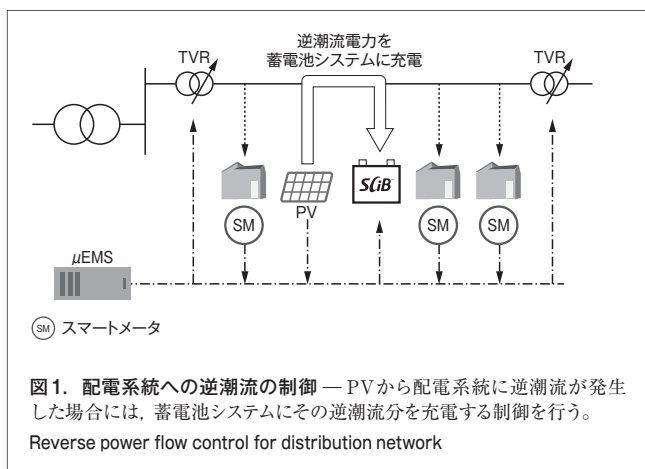 逆潮流電力を
蓄電池システムに充電
TVR
TVR
SCiB
PV
SM
SM
SM
μEMS
SM スマートメータ
図1. 配電系統への逆潮流の制御 — PVから配電系統に逆潮流が発生
した場合には，蓄電池システムにその逆潮流分を充電する制御を行う。
Reverse power flow control for distribution network